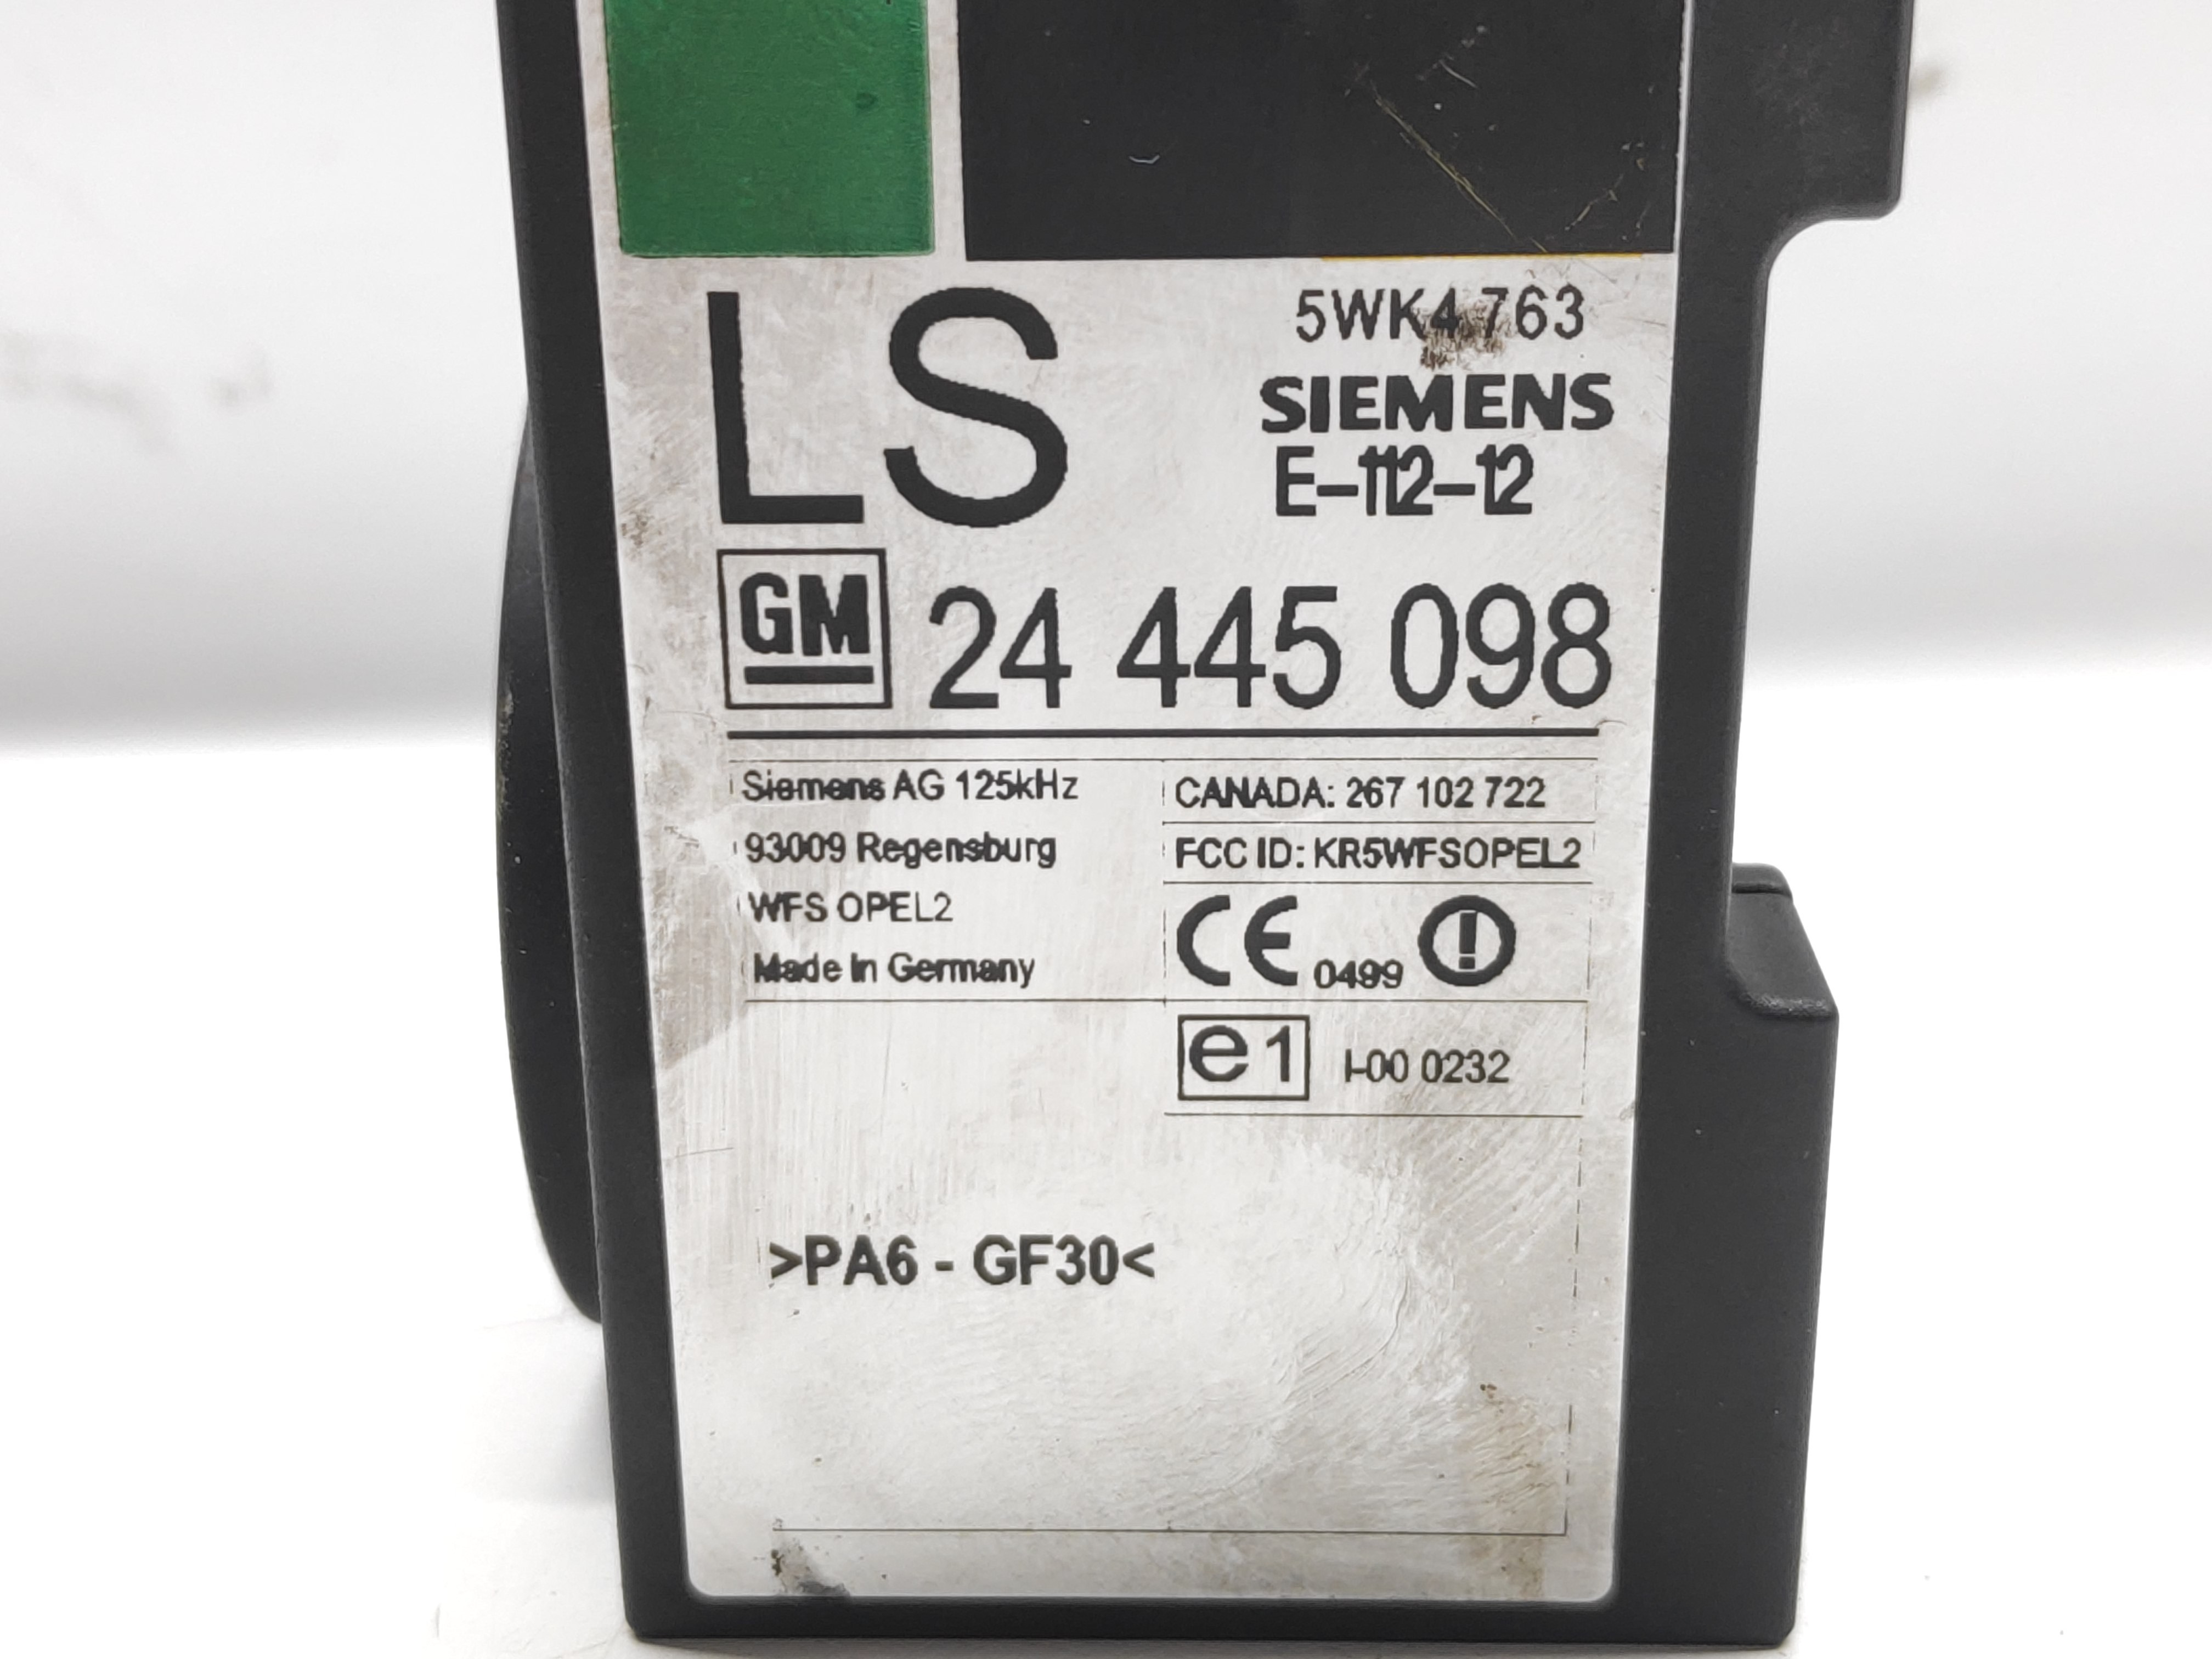 LS
5WK4 763
SIEMENS
E-112-12
GM 24 445 098
Siemens AG 125kHz
93009 Regensburg
WFS OPEL2
Made in Germany
CANADA: 267 102 722
FCC ID: KR5WFSOPEL2
CE 0499
e1 I-00 0232
>PA6 - GF30<